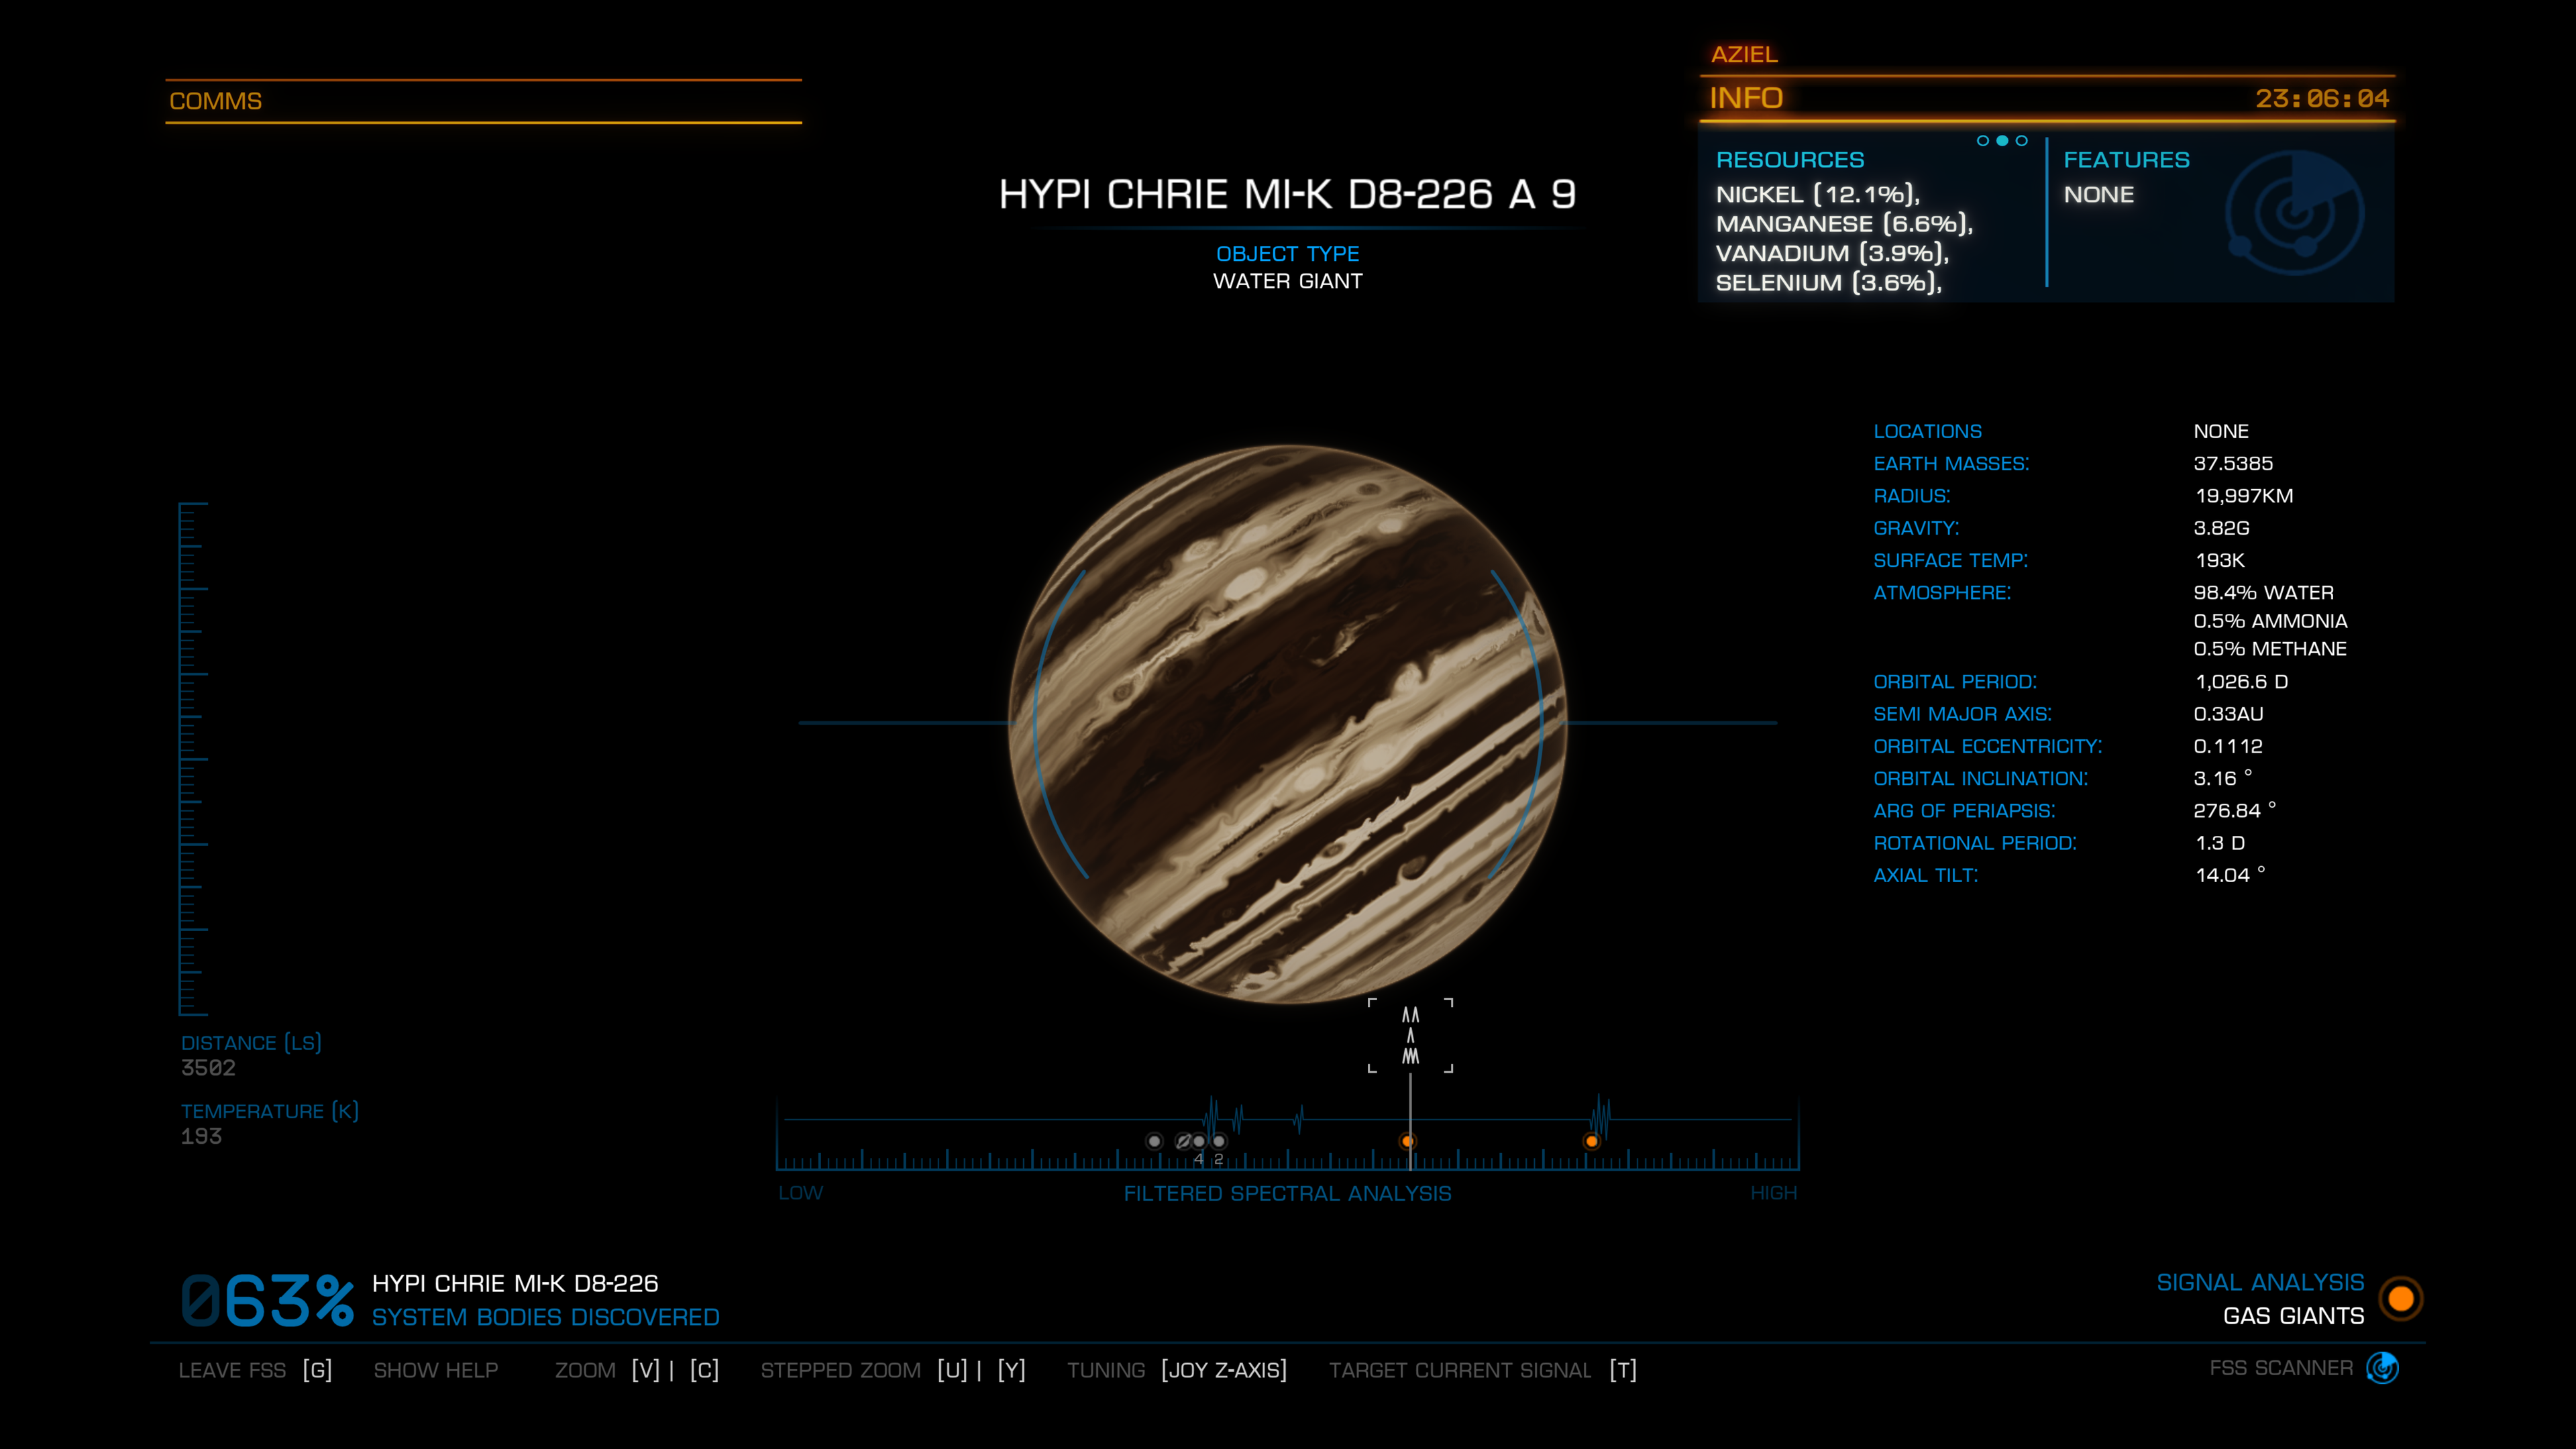 AZIEL
COMMS
INFO 23:06:04
RESOURCES
NICKEL (12.1%),
MANGANESE (6.6%),
VANADIUM (3.9%),
SELENIUM (3.6%),
FEATURES
NONE
HYPI CHRIE MI-K D8-226 A 9
OBJECT TYPE
WATER GIANT
LOCATIONS NONE
EARTH MASSES: 37.5385
RADIUS: 19,997KM
GRAVITY: 3.82G
SURFACE TEMP: 193K
ATMOSPHERE: 98.4% WATER
0.5% AMMONIA
0.5% METHANE
ORBITAL PERIOD: 1,026.6 D
SEMI MAJOR AXIS: 0.33AU
ORBITAL ECCENTRICITY: 0.1112
ORBITAL INCLINATION: 3.16 °
ARG OF PERIAPSIS: 276.84 °
ROTATIONAL PERIOD: 1.3 D
AXIAL TILT: 14.04 °
DISTANCE (LS)
3502
TEMPERATURE (K)
193
4 2
LOW FILTERED SPECTRAL ANALYSIS HIGH
063% HYPI CHRIE MI-K D8-226
SYSTEM BODIES DISCOVERED
SIGNAL ANALYSIS
GAS GIANTS
LEAVE FSS [G] SHOW HELP ZOOM [V] | [C] STEPPED ZOOM [U] | [Y] TUNING [JOY Z-AXIS] TARGET CURRENT SIGNAL [T] FSS SCANNER